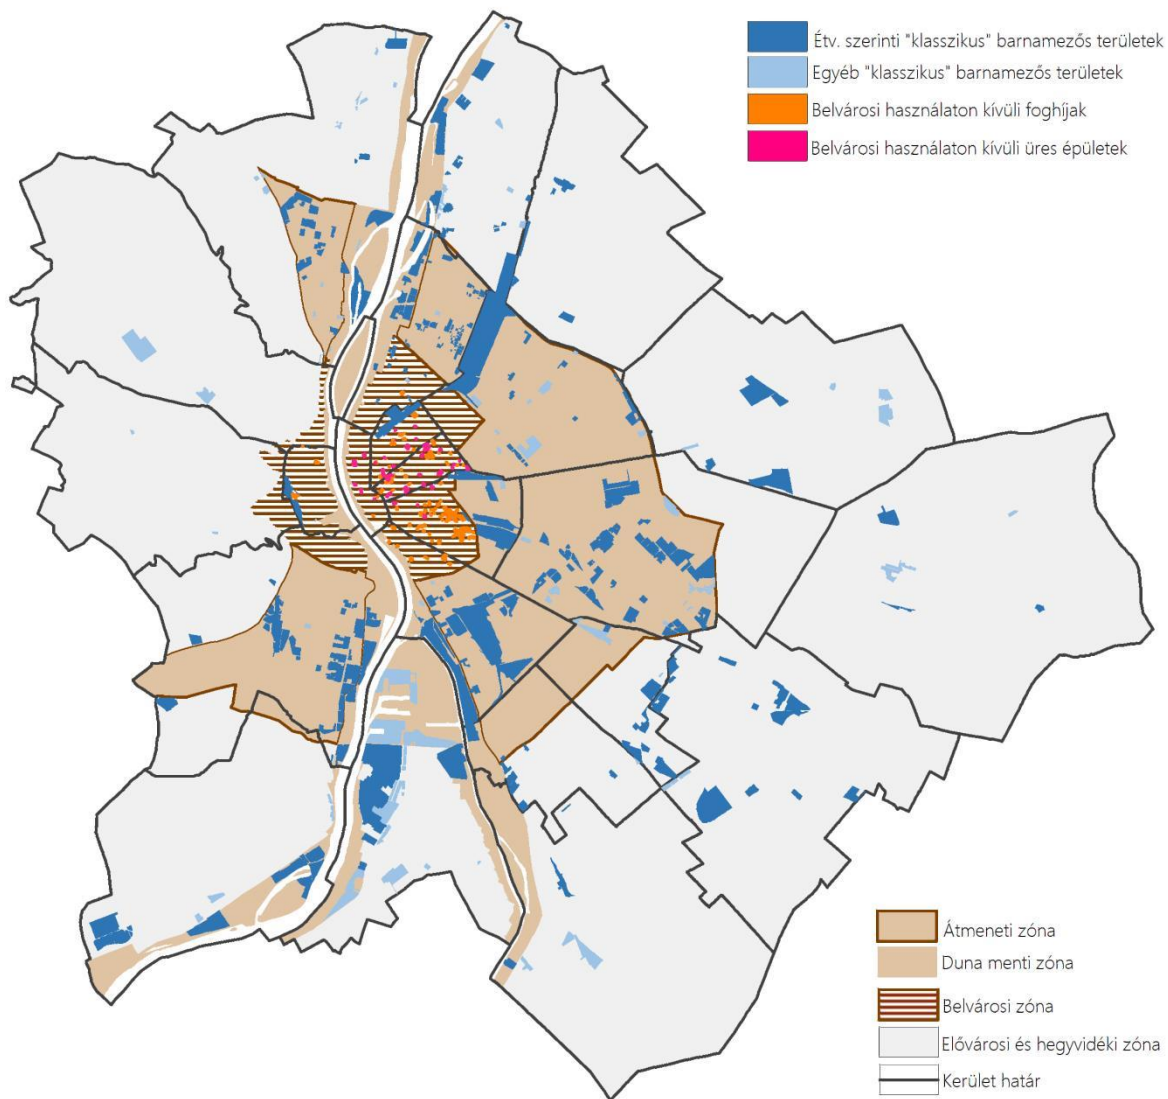 Étv. szerinti "klasszikus" barnamezős területek
Egyéb "klasszikus" barnamezős területek
Belvárosi használaton kívüli foghíjak
Belvárosi használaton kívüli üres épületek
Átmeneti zóna
Duna menti zóna
Belvárosi zóna
Elővárosi és hegyvidéki zóna
Kerület határ